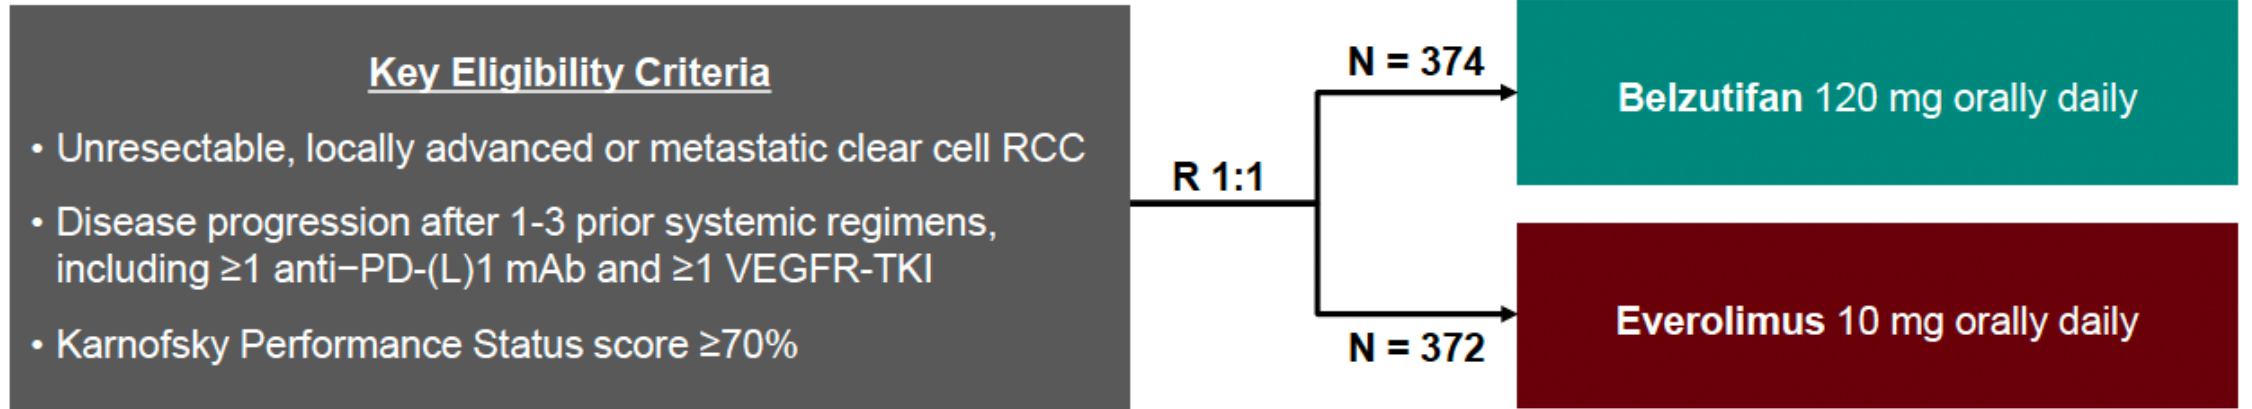 Key Eligibility Criteria
• Unresectable, locally advanced or metastatic clear cell RCC
• Disease progression after 1-3 prior systemic regimens,
including ≥1 anti−PD-(L)1 mAb and ≥1 VEGFR-TKI
• Karnofsky Performance Status score ≥70%
R 1:1
N = 374
Belzutifan 120 mg orally daily
N = 372
Everolimus 10 mg orally daily